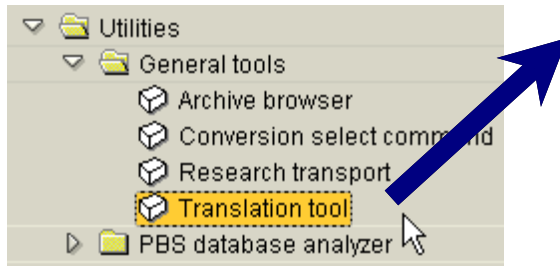 Utilities
General tools
Archive browser
Conversion select command
Research transport
Translation tool
PBS database analyzer